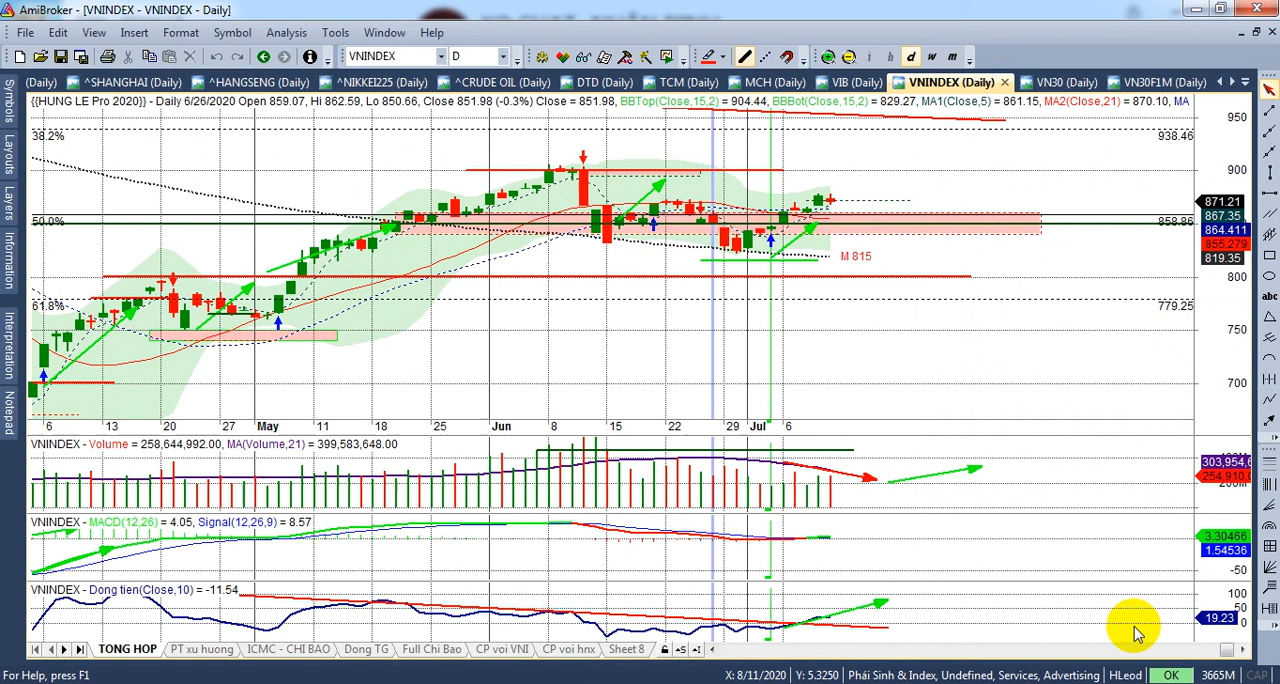 AmiBroker - [VNINDEX - VNINDEX - Daily]
File Edit View Insert Format Symbol Analysis Tools Window Help
VNINDEX D i h d w m
(Daily) ^SHANGHAI (Daily) ^HANGSENG (Daily) ^NIKKEI225 (Daily) ^CRUDE OIL (Daily) DTD (Daily) TCM (Daily) MCH (Daily) VIB (Daily) VNINDEX (Daily) VN30 (Daily) VN30F1M (Daily)
{{HUNG LE Pro 2020}} - Daily 6/26/2020 Open 859.07, Hi 862.59, Lo 850.66, Close 851.98 (-0.3%) Close = 851.98, BBTop(Close,15,2) = 904.44, BBBot(Close,15,2) = 829.27, MA1(Close,5) = 861.15, MA2(Close,21) = 870.10, MA
Symbols
Layouts
Layers
Information
Interpretation
Notepad
950
38.2%
938.46
900
871.21
867.35
50.0%
858.86
864.411
855.279
M 815
819.35
800
61.8%
779.25
750
700
6 13 20 27 May 11 18 25 Jun 8 15 22 29 Jul 6
abc
VNINDEX - Volume = 258,644,992.00, MA(Volume,21) = 399,583,648.00
303,954,6
254,910,0
VNINDEX - MACD(12,26) = 4.05, Signal(12,26,9) = 8.57
3.30466
1.54536
-50
VNINDEX - Dong tien(Close,10) = -11.54
100
50
19.23
0
TONG HOP PT xu huong ICMC - CHI BAO Dong TG Full Chi Bao CP voi VNI CP voi hnx Sheet 8
For Help, press F1 X: 8/11/2020 Y: 5.3250 Phái Sinh & Index, Undefined, Services, Advertising HLeod OK 3665M CAP